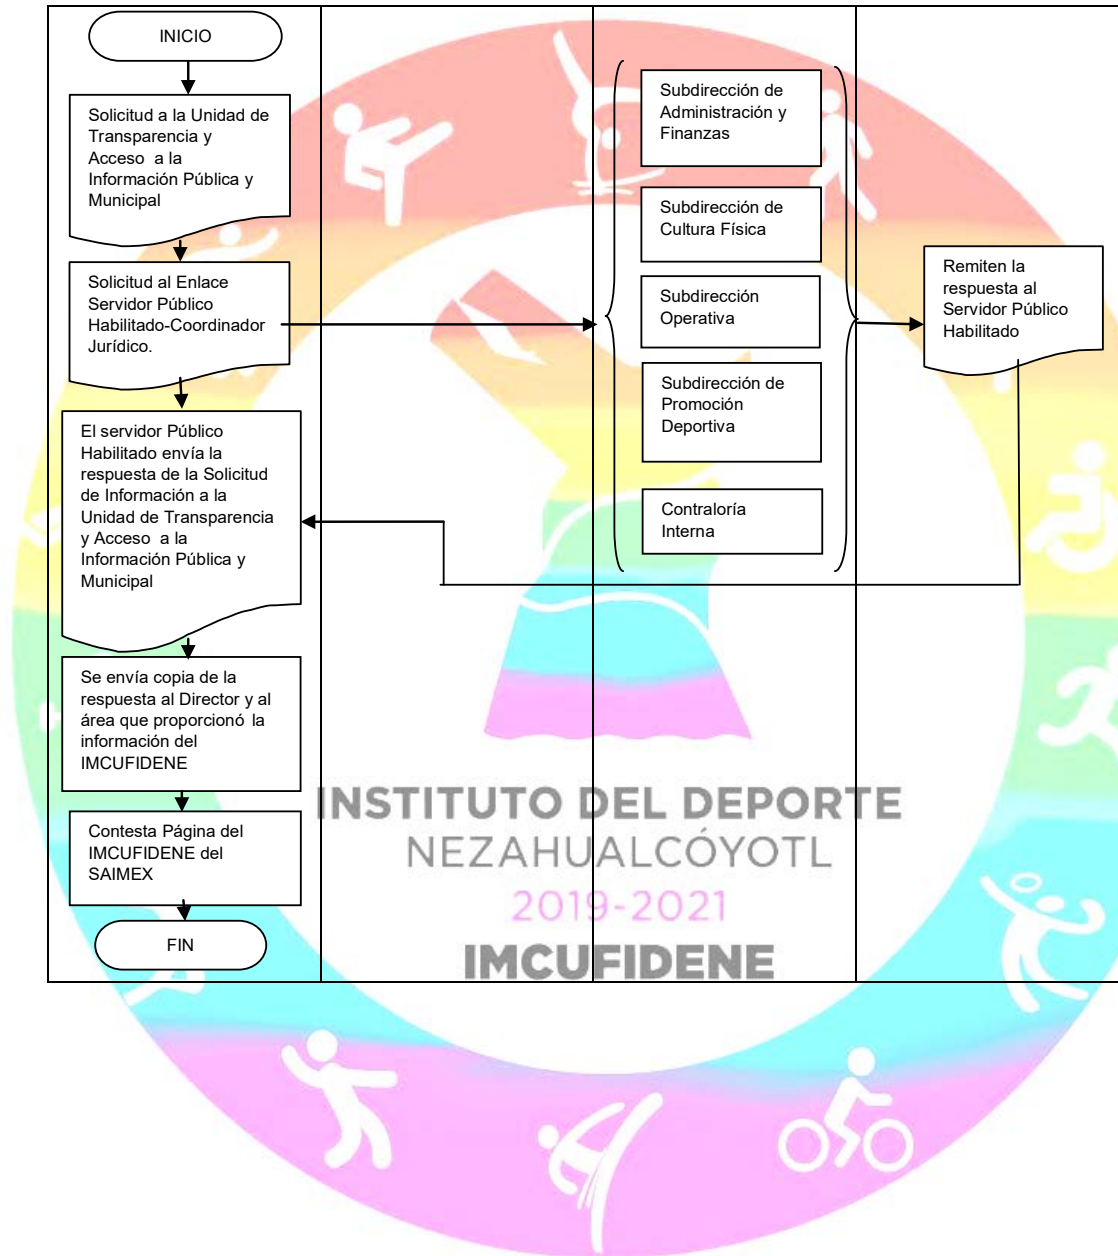 INICIO
Solicitud a la Unidad de
Transparencia y
Acceso a la
Información Pública y
Municipal
Solicitud al Enlace
Servidor Público
Habilitado-Coordinador
Jurídico.
El servidor Público
Habilitado envía la
respuesta de la Solicitud
de Información a la
Unidad de Transparencia
y Acceso a la
Información Pública y
Municipal
Se envía copia de la
respuesta al Director y al
área que proporcionó la
información del
IMCUFIDENE
Contesta Página del
IMCUFIDENE del
SAIMEX
FIN
Subdirección de
Administración y
Finanzas
Subdirección de
Cultura Física
Subdirección
Operativa
Subdirección de
Promoción
Deportiva
Contraloría
Interna
Remiten la
respuesta al
Servidor Público
Habilitado
INSTITUTO DEL DEPORTE
NEZAHUALCÓYOTL
2019-2021
IMCUFIDENE